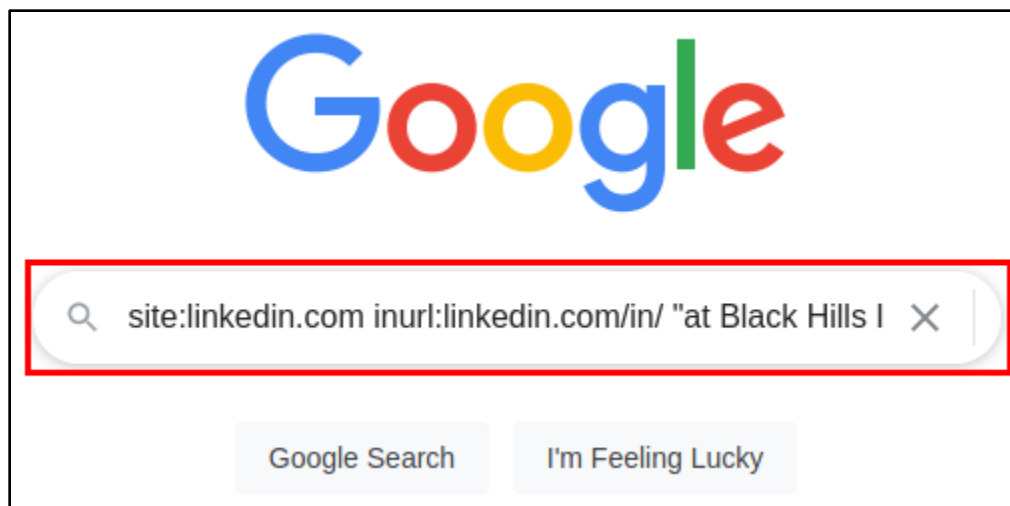 Google
site:linkedin.com inurl:linkedin.com/in/ "at Black Hills I
Google Search
I'm Feeling Lucky